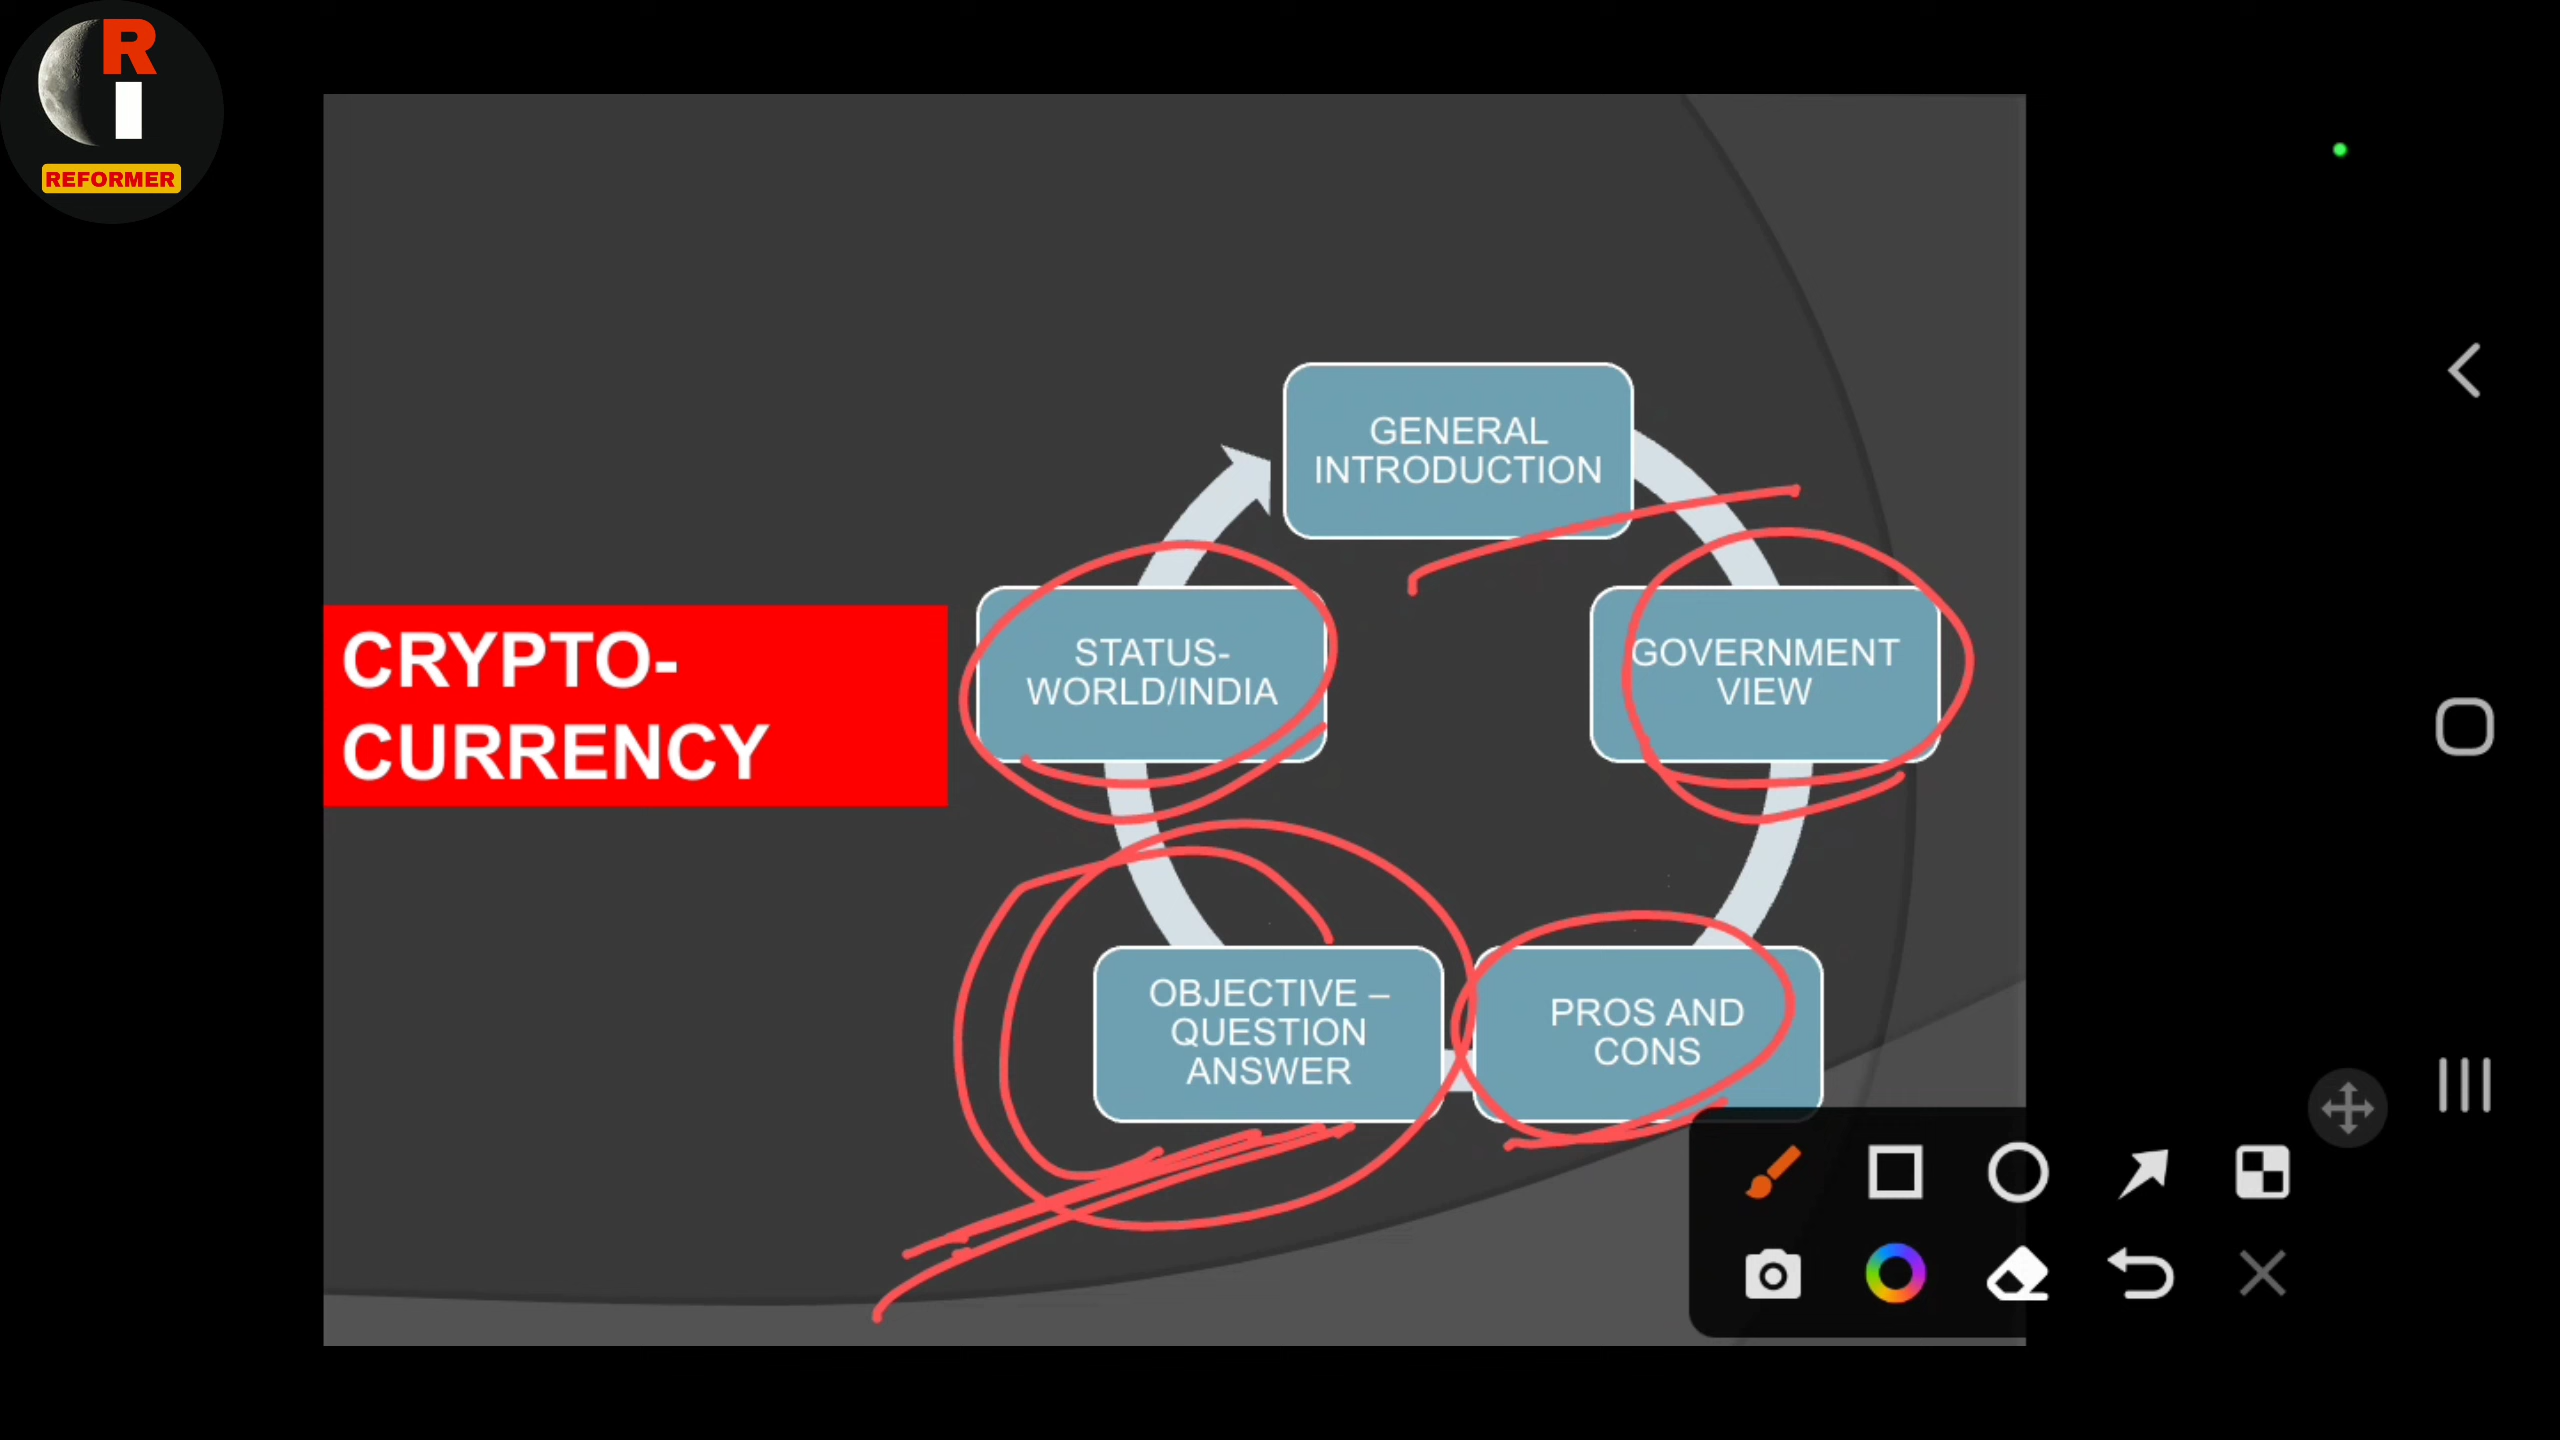 R
I
REFORMER
CRYPTO-
CURRENCY
GENERAL
INTRODUCTION
STATUS-
WORLD/INDIA
GOVERNMENT
VIEW
OBJECTIVE –
QUESTION
ANSWER
PROS AND
CONS